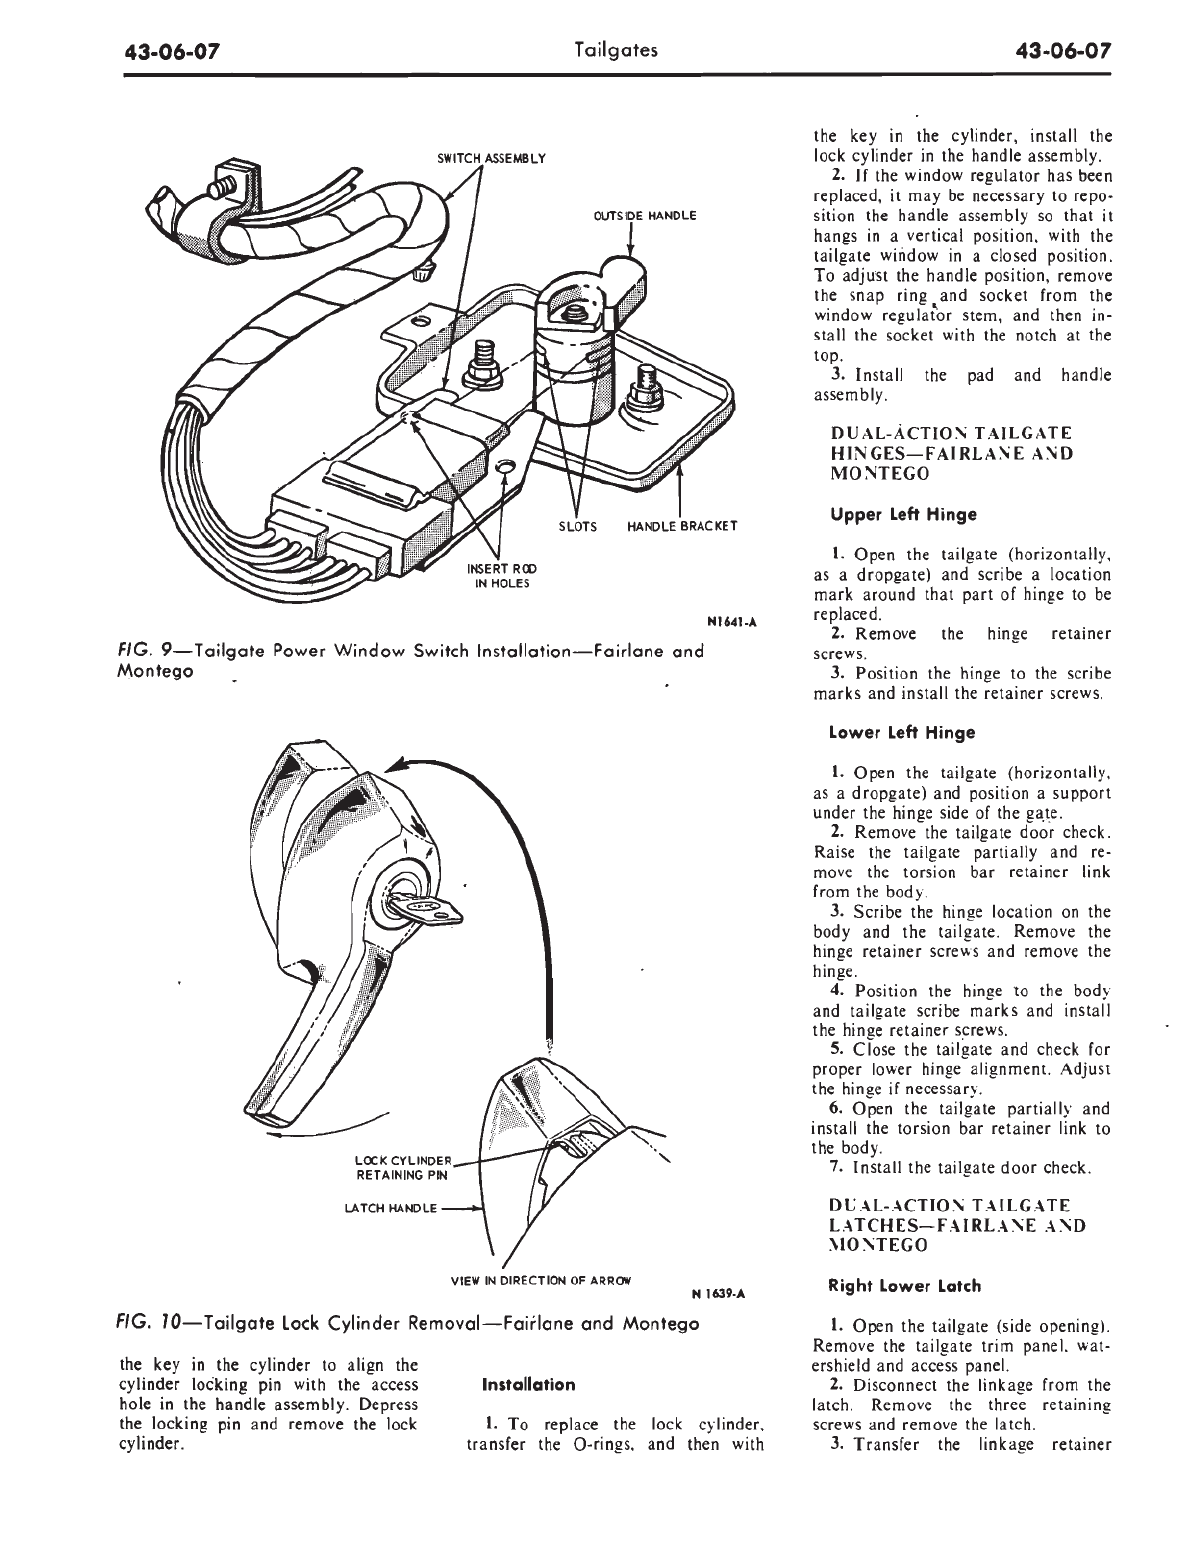 43-06-07
Tailgates
43-06-07
SWITCH ASSEMBLY
OUTSIDE HANDLE
SLOTS
HANDLE BRACKET
INSERT ROD
IN HOLES
N1641-A
FIG. 9—Tailgate Power Window Switch Installation—Fairlane and
Montego
LOCK CYLINDER
RETAINING PIN
LATCH HANDLE
VIEW IN DIRECTION OF ARROW
N 1639-A
FIG. 10—Tailgate Lock Cylinder Removal—Fairlane and Montego
the key in the cylinder to align the
cylinder locking pin with the access
hole in the handle assembly. Depress
the locking pin and remove the lock
cylinder.
Installation
1. To replace the lock cylinder,
transfer the O-rings, and then with
the key in the cylinder, install the
lock cylinder in the handle assembly.
2. If the window regulator has been
replaced, it may be necessary to repo-
sition the handle assembly so that it
hangs in a vertical position, with the
tailgate window in a closed position.
To adjust the handle position, remove
the snap ring and socket from the
window regulator stem, and then in-
stall the socket with the notch at the
top.
3. Install the pad and handle
assembly.
DUAL-ACTION TAILGATE
HINGES—FAIRLANE AND
MONTEGO
Upper Left Hinge
1. Open the tailgate (horizontally,
as a dropgate) and scribe a location
mark around that part of hinge to be
replaced.
2. Remove the hinge retainer
screws.
3. Position the hinge to the scribe
marks and install the retainer screws.
Lower Left Hinge
1. Open the tailgate (horizontally,
as a dropgate) and position a support
under the hinge side of the gate.
2. Remove the tailgate door check.
Raise the tailgate partially and re-
move the torsion bar retainer link
from the body.
3. Scribe the hinge location on the
body and the tailgate. Remove the
hinge retainer screws and remove the
hinge.
4. Position the hinge to the body
and tailgate scribe marks and install
the hinge retainer screws.
5. Close the tailgate and check for
proper lower hinge alignment. Adjust
the hinge if necessary.
6. Open the tailgate partially and
install the torsion bar retainer link to
the body.
7. Install the tailgate door check.
DUAL-ACTION TAILGATE
LATCHES—FAIRLANE AND
MONTEGO
Right Lower Latch
1. Open the tailgate (side opening).
Remove the tailgate trim panel, wat-
ershield and access panel.
2. Disconnect the linkage from the
latch. Remove the three retaining
screws and remove the latch.
3. Transfer the linkage retainer